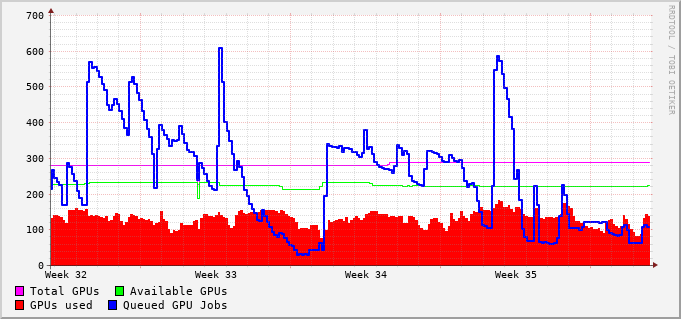 700
600
500
400
300
200
100
0
Week 32 Week 33 Week 34 Week 35
Total GPUs Available GPUs
GPUs used Queued GPU Jobs
RRDTOOL / TOBI OETIKER